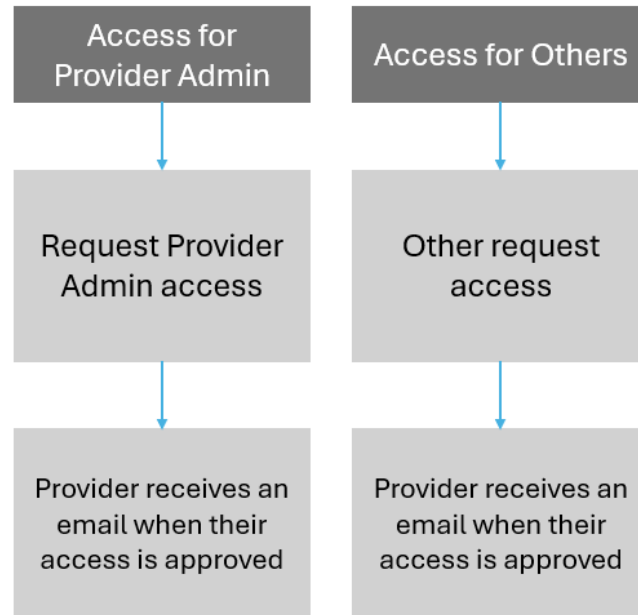 Access for
Provider Admin
Access for Others
Request Provider
Admin access
Other request
access
Provider receives an
email when their
access is approved
Provider receives an
email when their
access is approved